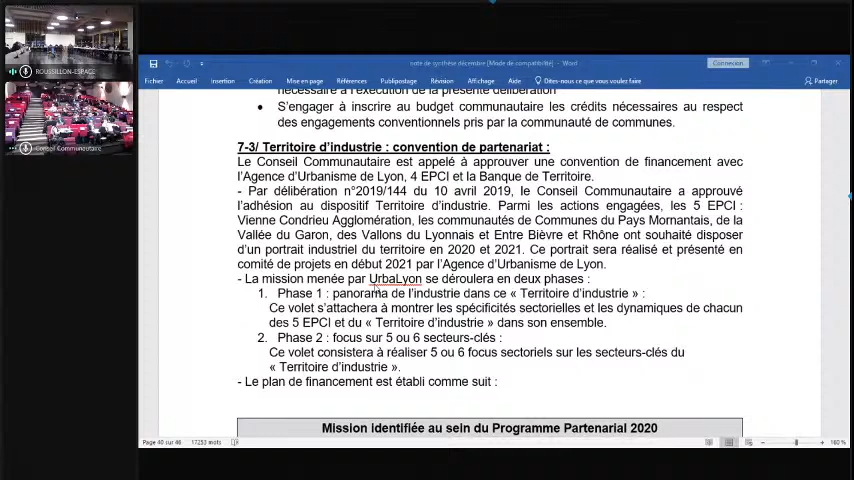 ROUSSILLON-ESPACE
Conseil Communautaire
note de synthèse décembre [Mode de compatibilité] - Word
Connexion
Fichier Accueil Insertion Création Mise en page Références Publipostage Révision Affichage Aide Dites-nous ce que vous voulez faire Partager
nécessaire à l'exécution de la présente délibération
• S'engager à inscrire au budget communautaire les crédits nécessaires au respect
des engagements conventionnels pris par la communauté de communes.
7-3/ Territoire d'industrie : convention de partenariat :
Le Conseil Communautaire est appelé à approuver une convention de financement avec
l'Agence d'Urbanisme de Lyon, 4 EPCI et la Banque de Territoire.
- Par délibération n°2019/144 du 10 avril 2019, le Conseil Communautaire a approuvé
l'adhésion au dispositif Territoire d'industrie. Parmi les actions engagées, les 5 EPCI :
Vienne Condrieu Agglomération, les communautés de Communes du Pays Mornantais, de la
Vallée du Garon, des Vallons du Lyonnais et Entre Bièvre et Rhône ont souhaité disposer
d'un portrait industriel du territoire en 2020 et 2021. Ce portrait sera réalisé et présenté en
comité de projets en début 2021 par l'Agence d'Urbanisme de Lyon.
- La mission menée par UrbaLyon se déroulera en deux phases :
1. Phase 1 : panorama de l'industrie dans ce « Territoire d'industrie » :
Ce volet s'attachera à montrer les spécificités sectorielles et les dynamiques de chacun
des 5 EPCI et du « Territoire d'industrie » dans son ensemble.
2. Phase 2 : focus sur 5 ou 6 secteurs-clés :
Ce volet consistera à réaliser 5 ou 6 focus sectoriels sur les secteurs-clés du
« Territoire d'industrie ».
- Le plan de financement est établi comme suit :
Mission identifiée au sein du Programme Partenarial 2020
Page 40 sur 46 17253 mots 160 %